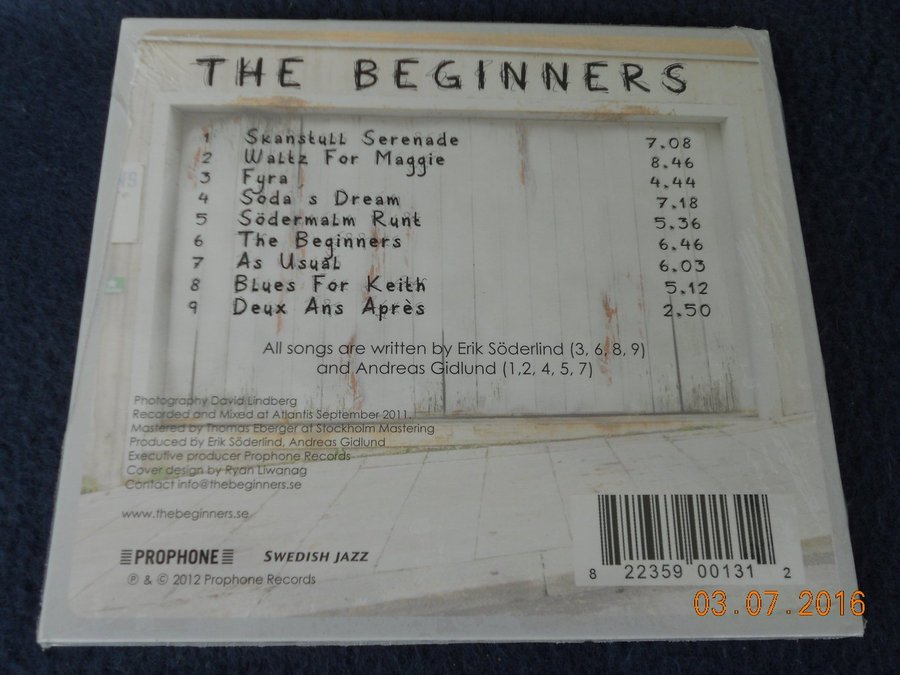 THE BEGINNERS
1 Skanstull Serenade 7.08
2 Waltz For Maggie 8.46
3 Fyra 4.44
4 Soda´s Dream 7.18
5 Södermalm Runt 5.36
6 The Beginners 6.46
7 As Usual 6.03
8 Blues For Keith 5.12
9 Deux Ans Après 2.50
All songs are written by Erik Söderlind (3, 6, 8, 9)
and Andreas Gidlund (1,2, 4, 5, 7)
Photography David Lindberg
Recorded and Mixed at Atlantis September 2011.
Mastered by Thomas Eberger at Stockholm Mastering
Produced by Erik Söderlind, Andreas Gidlund
Executive producer Prophone Records
Cover design by Ryan Liwanag
Contact info@thebeginners.se
www.thebeginners.se
PROPHONE SWEDISH JAZZ
℗ & © 2012 Prophone Records
8 22359 00131 2
03.07.2016